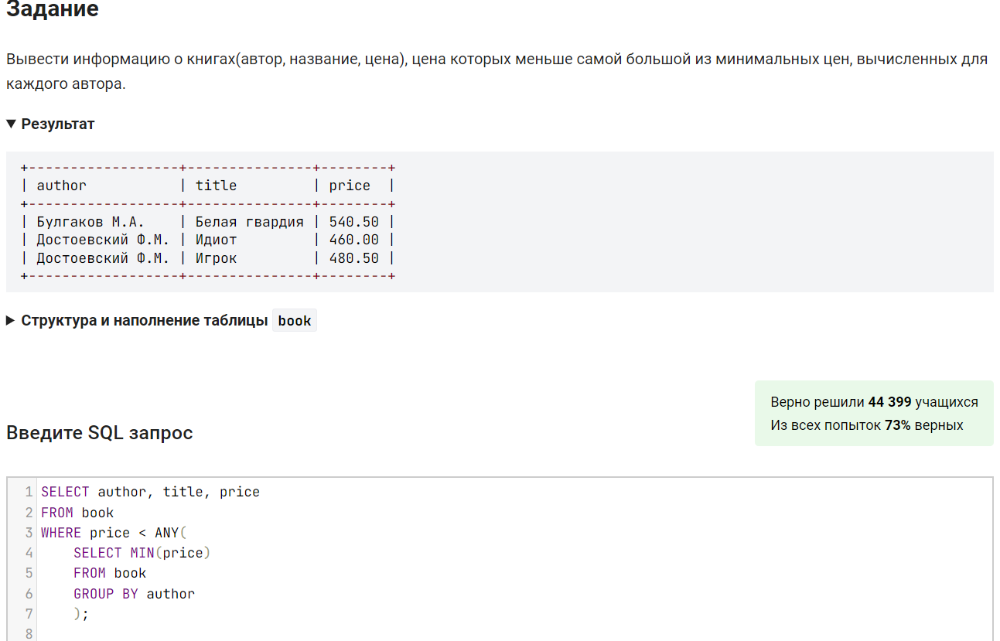 Задание
Вывести информацию о книгах(автор, название, цена), цена которых меньше самой большой из минимальных цен, вычисленных для
каждого автора.
▼ Результат
+------------------+---------------+--------+
| author           | title         | price  |
+------------------+---------------+--------+
| Булгаков М.А.    | Белая гвардия | 540.50 |
| Достоевский Ф.М. | Идиот         | 460.00 |
| Достоевский Ф.М. | Игрок         | 480.50 |
+------------------+---------------+--------+
▶ Структура и наполнение таблицы book
Верно решили 44 399 учащихся
Из всех попыток 73% верных
Введите SQL запрос
1 SELECT author, title, price
2 FROM book
3 WHERE price < ANY(
4     SELECT MIN(price)
5     FROM book
6     GROUP BY author
7     );
8